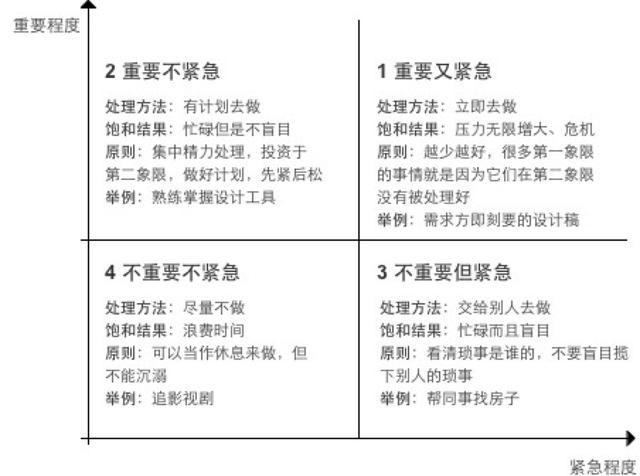 重要程度
2 重要不紧急
处理方法：有计划去做
饱和结果：忙碌但是不盲目
原则：集中精力处理，投资于
第二象限，做好计划，先紧后松
举例：熟练掌握设计工具
1 重要又紧急
处理方法：立即去做
饱和结果：压力无限增大、危机
原则：越少越好，很多第一象限
的事情就是因为它们在第二象限
没有被处理好
举例：需求方即刻要的设计稿
4 不重要不紧急
处理方法：尽量不做
饱和结果：浪费时间
原则：可以当作休息来做，但
不能沉溺
举例：追影视剧
3 不重要但紧急
处理方法：交给别人去做
饱和结果：忙碌而且盲目
原则：看清琐事是谁的，不要盲目揽
下别人的琐事
举例：帮同事找房子
紧急程度